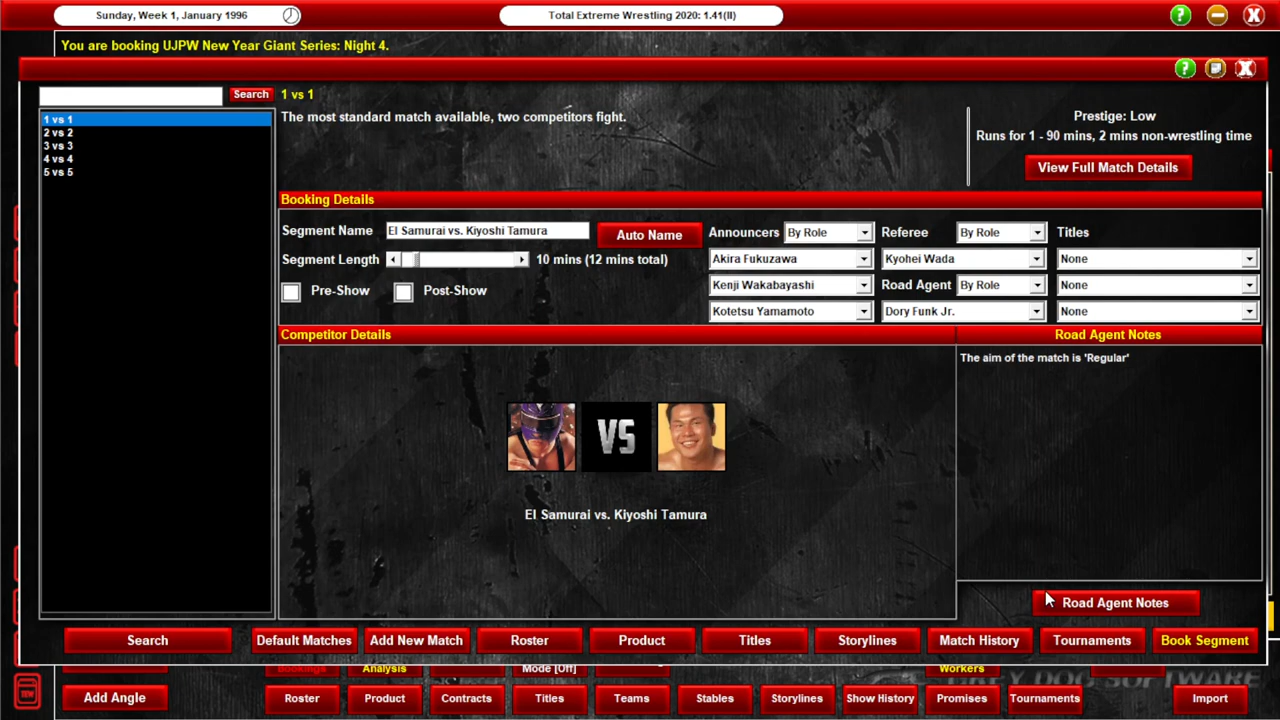 Sunday, Week 1, January 1996
Total Extreme Wrestling 2020: 1.41(II)
You are booking UJPW New Year Giant Series: Night 4.
Search
1 vs 1
2 vs 2
3 vs 3
4 vs 4
5 vs 5
1 vs 1
The most standard match available, two competitors fight.
Prestige: Low
Runs for 1 - 90 mins, 2 mins non-wrestling time
View Full Match Details
Booking Details
Segment Name
El Samurai vs. Kiyoshi Tamura
Auto Name
Announcers
By Role
Referee
By Role
Titles
Segment Length
10 mins (12 mins total)
Akira Fukuzawa
Kyohei Wada
None
Pre-Show
Post-Show
Kenji Wakabayashi
Road Agent
By Role
None
Kotetsu Yamamoto
Dory Funk Jr.
None
Competitor Details
Road Agent Notes
The aim of the match is 'Regular'
VS
El Samurai vs. Kiyoshi Tamura
Road Agent Notes
Search
Default Matches
Add New Match
Roster
Product
Titles
Storylines
Match History
Tournaments
Book Segment
Bookings
Analysis
Mode [Off]
Workers
GREY DOG SOFTWARE
Add Angle
Roster
Product
Contracts
Titles
Teams
Stables
Storylines
Show History
Promises
Tournaments
Import